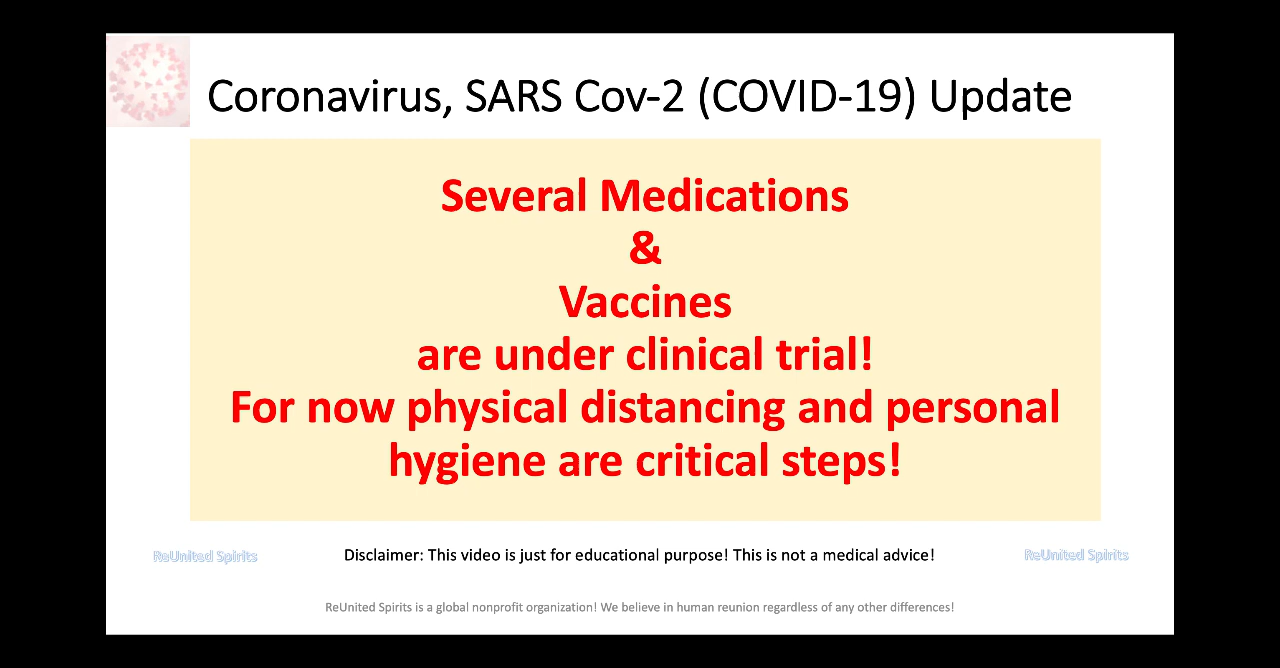 Coronavirus, SARS Cov-2 (COVID-19) Update
Several Medications
&
Vaccines
are under clinical trial!
For now physical distancing and personal
hygiene are critical steps!
ReUnited Spirits
Disclaimer: This video is just for educational purpose! This is not a medical advice!
ReUnited Spirits
ReUnited Spirits is a global nonprofit organization! We believe in human reunion regardless of any other differences!